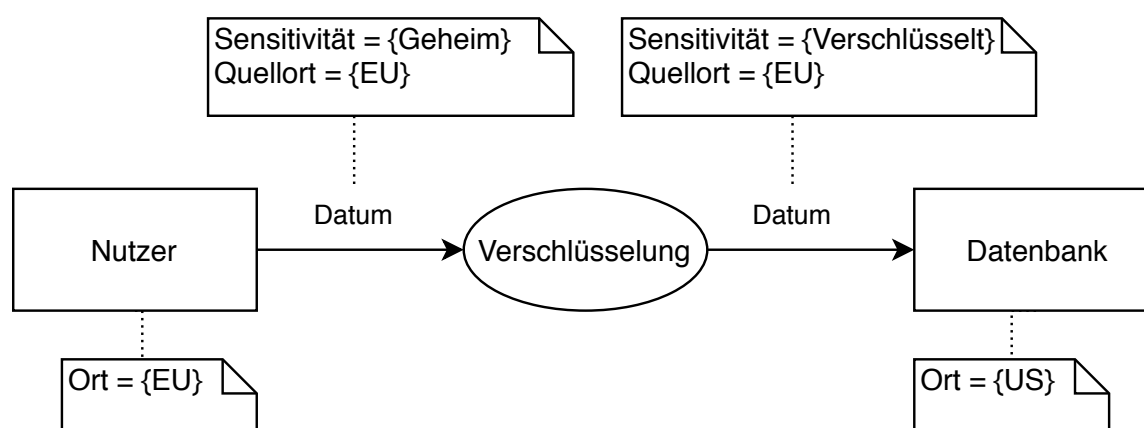 Sensitivität = {Geheim}
Quellort = {EU}
Sensitivität = {Verschlüsselt}
Quellort = {EU}
Datum
Datum
Nutzer
Verschlüsselung
Datenbank
Ort = {EU}
Ort = {US}